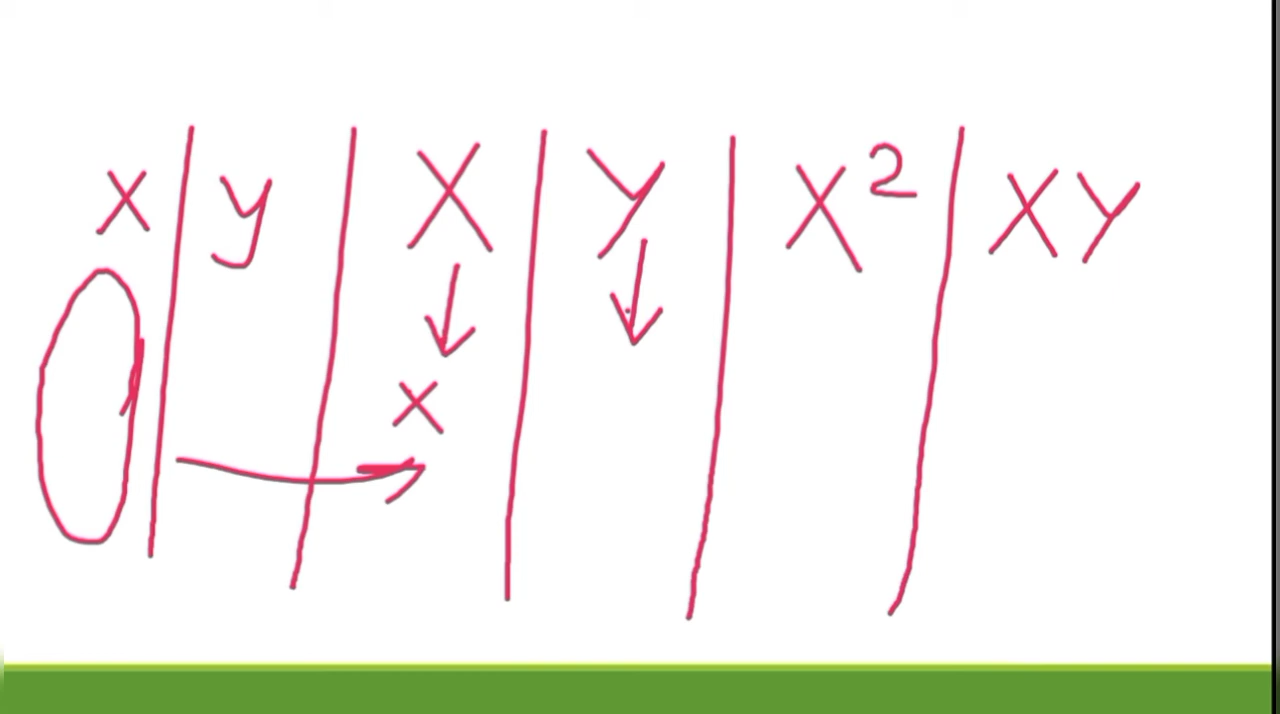 x | y | X | Y | X² | XY
x